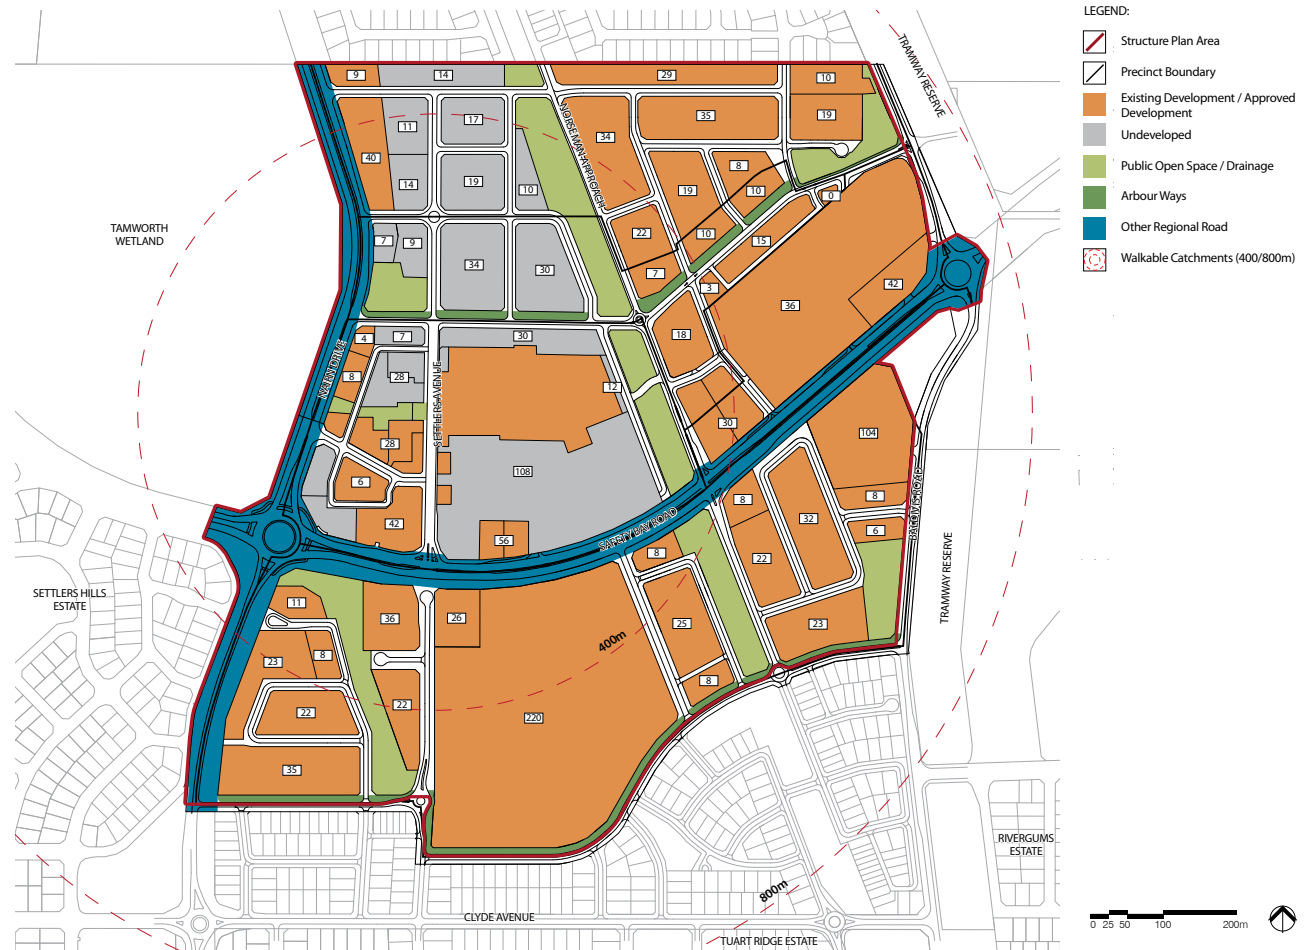 LEGEND:
Structure Plan Area
Precinct Boundary
Existing Development / Approved
Development
Undeveloped
Public Open Space / Drainage
Arbour Ways
Other Regional Road
Walkable Catchments (400/800m)
TRAMWAY RESERVE
9
14
29
10
11
17
35
19
34
40
8
14
19
10
19
10
0
NORSEMAN APPROACH
TAMWORTH
WETLAND
7
9
22
10
15
34
30
7
3
42
36
4
7
30
18
NAIRN DRIVE
8
28
12
SETTLERS AVENUE
30
28
104
108
6
8
8
42
32
6
56
SAFETY BAY ROAD
BALDIVIS ROAD
8
22
TRAMWAY RESERVE
SETTLERS HILLS
ESTATE
11
36
26
25
23
400m
23
8
8
22
22
220
35
RIVERGUMS
ESTATE
800m
CLYDE AVENUE
TUART RIDGE ESTATE
0 25 50 100 200m